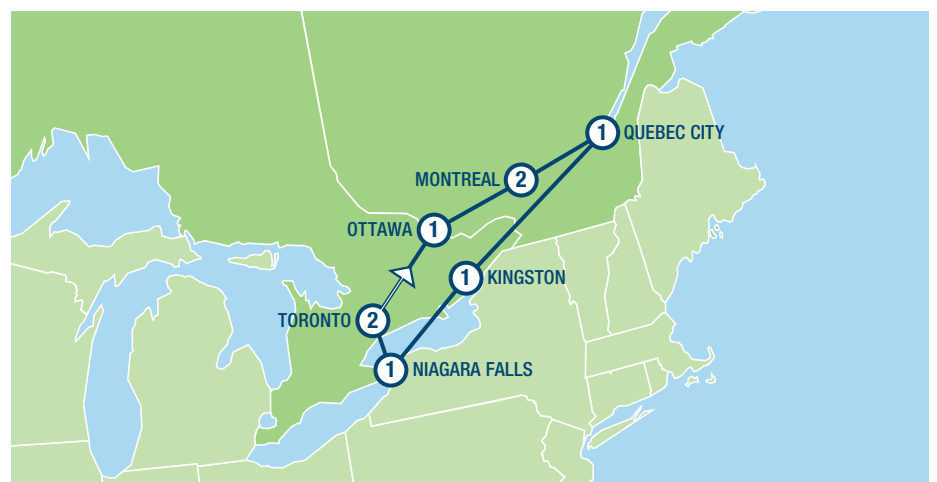 1 QUEBEC CITY
MONTREAL 2
OTTAWA 1
1 KINGSTON
TORONTO 2
1 NIAGARA FALLS